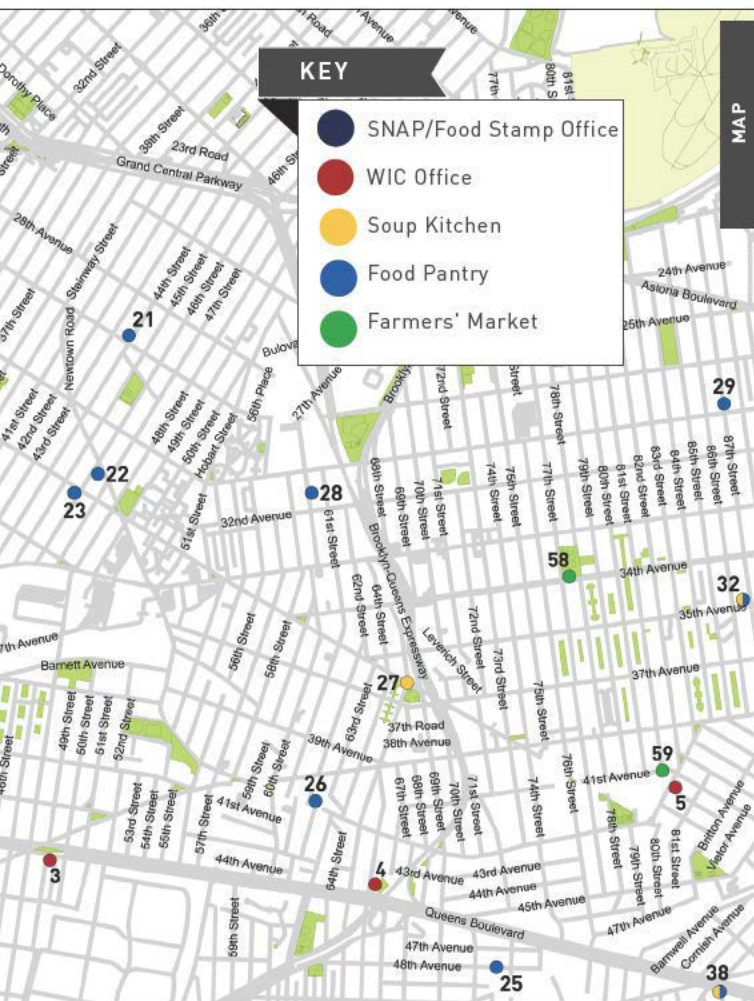 36th
Road
Avenue
venue
Dorothy Place
32nd Street
38th Street
23rd Road
Grand Central Parkway
46th
77th
80th S
81st
KEY
SNAP/Food Stamp Office
WIC Office
Soup Kitchen
Food Pantry
Farmers' Market
MAP
28th Avenue
Steinway Street
Newtown Road
37th Street
44th Street
45th Street
46th Street
47th Street
21
24th Avenue
Astoria Boulevard
25th Avenue
56th Place
27th Avenue
72nd Street
Street
78th Street
29
41st Street
42nd Street
43rd Street
48th Street
49th Street
50th Street
Hobart Street
51st Street
22
23
28
32nd Avenue
61st Street
68th Street
69th Street
70th Street
71st Street
74th Street
75th Street
77th Street
79th Street
80th Street
81st Street
82nd Street
83rd Street
84th Street
85th Street
86th Street
87th Street
Brooklyn-Queens Expressway
58
34th Avenue
32
35th Avenue
62nd Street
64th Street
7th Avenue
Barnett Avenue
56th Street
58th Street
Leverich Street
72nd Street
73rd Street
75th Street
37th Avenue
27
63rd Street
37th Road
38th Avenue
39th Avenue
49th Street
50th Street
51st Street
52nd Street
59th Street
60th Street
26
41st Avenue
53rd Street
54th Street
55th Street
57th Street
67th Street
68th Street
69th Street
70th Street
71st Street
74th Street
76th Street
59
41st Avenue
5
78th Street
79th Street
80th Street
81st Street
Britton Avenue
Vietor Avenue
3
44th Avenue
64th Street
4
43rd Avenue
43rd Avenue
44th Avenue
45th Avenue
Queens Boulevard
59th Street
47th Avenue
48th Avenue
25
47th Avenue
Barnwell Avenue
Cornish Avenue
38